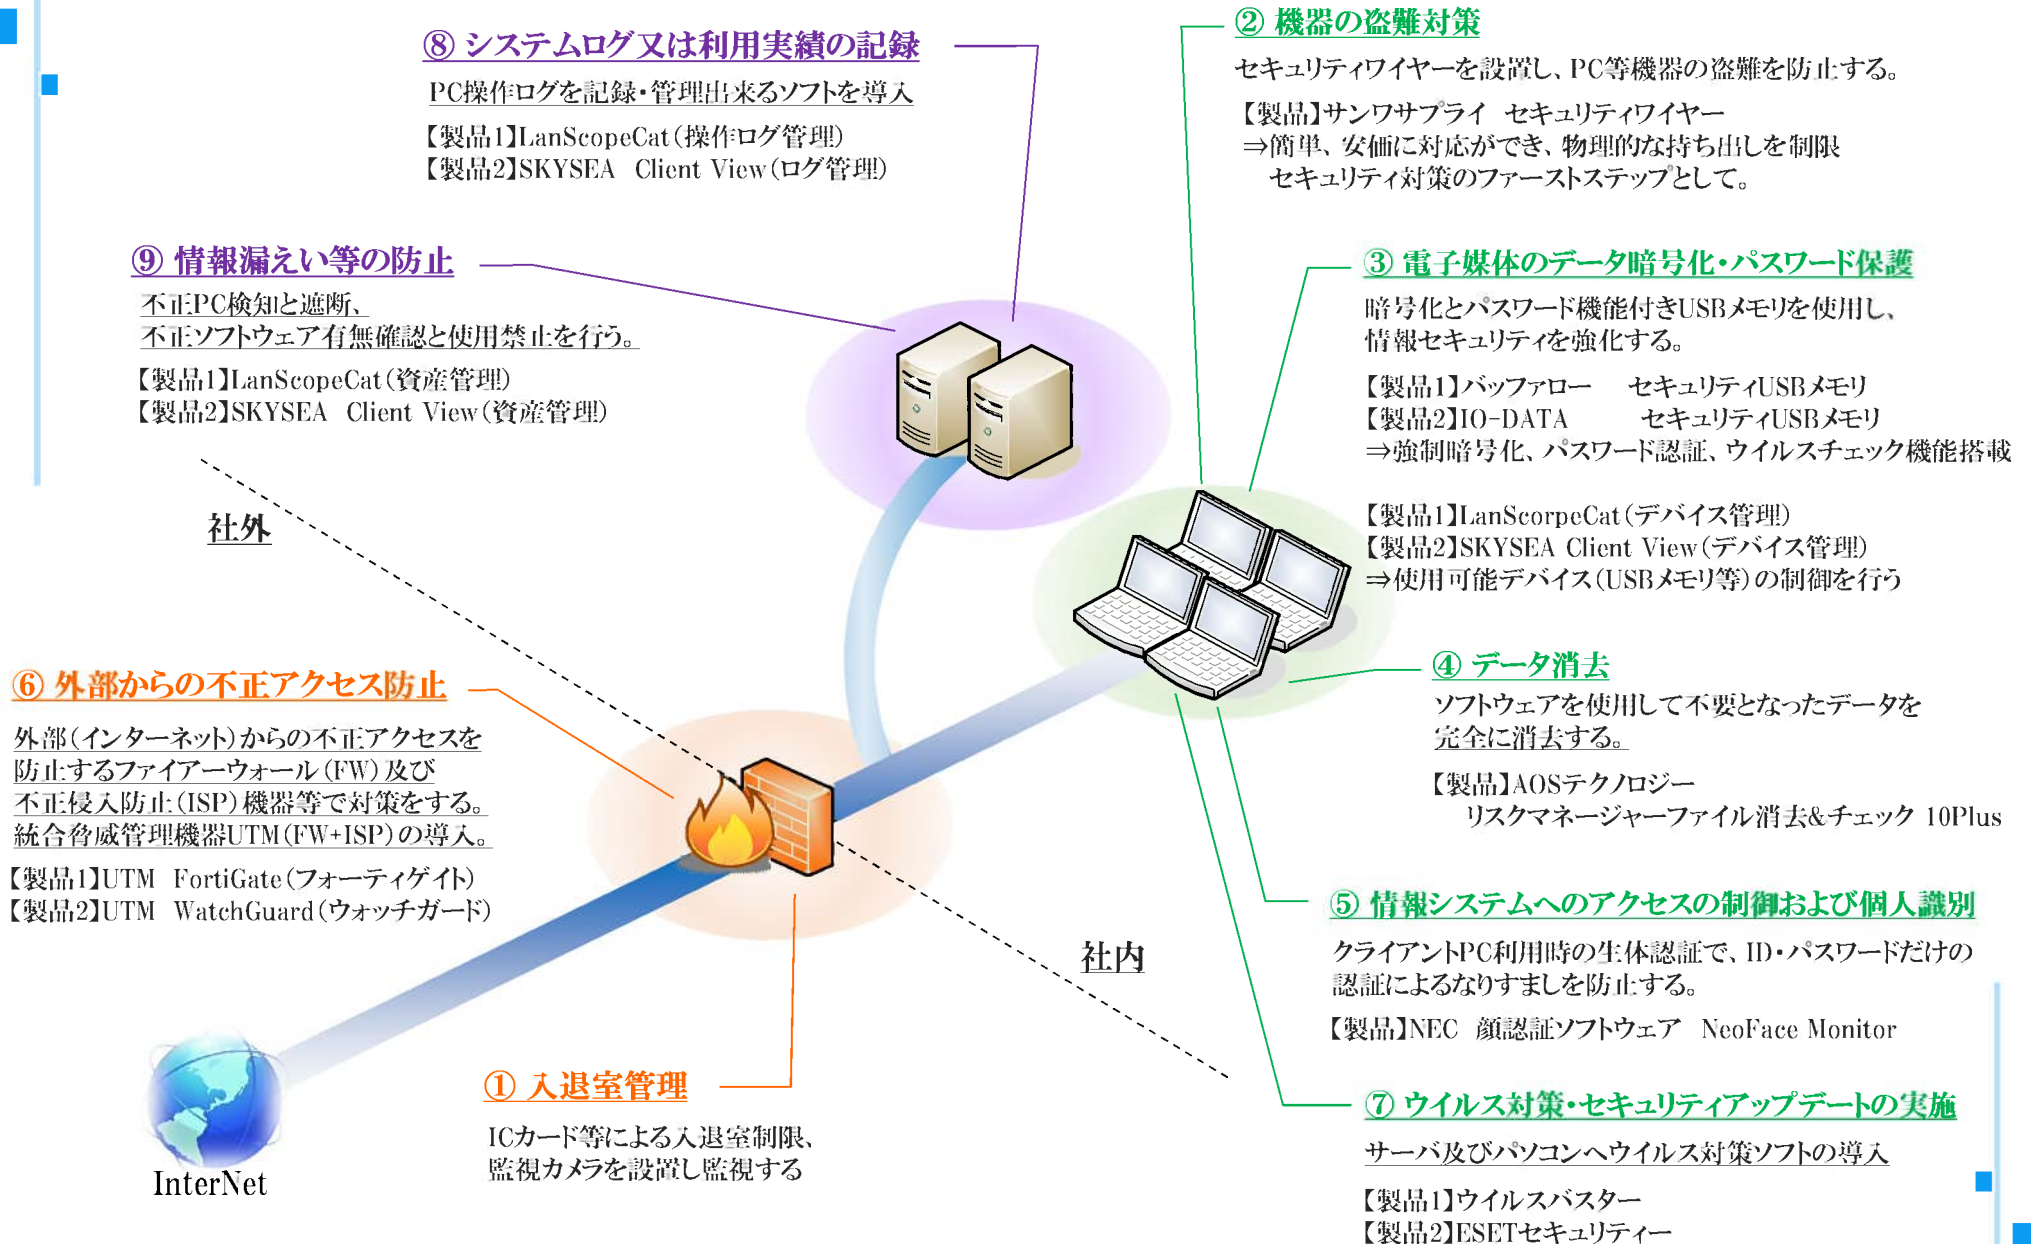 ⑧ システムログ又は利用実績の記録
PC操作ログを記録・管理出来るソフトを導入
【製品1】LanScopeCat（操作ログ管理）
【製品2】SKYSEA Client View（ログ管理）
② 機器の盗難対策
セキュリティワイヤーを設置し、PC等機器の盗難を防止する。
【製品】サンワサプライ セキュリティワイヤー
⇒簡単、安価に対応ができ、物理的な持ち出しを制限
セキュリティ対策のファーストステップとして。
⑨ 情報漏えい等の防止
不正PC検知と遮断、
不正ソフトウェア有無確認と使用禁止を行う。
【製品1】LanScopeCat（資産管理）
【製品2】SKYSEA Client View（資産管理）
③ 電子媒体のデータ暗号化・パスワード保護
暗号化とパスワード機能付きUSBメモリを使用し、
情報セキュリティを強化する。
【製品1】バッファロー セキュリティUSBメモリ
【製品2】IO-DATA セキュリティUSBメモリ
⇒強制暗号化、パスワード認証、ウイルスチェック機能搭載
【製品1】LanScorpeCat（デバイス管理）
【製品2】SKYSEA Client View（デバイス管理）
⇒使用可能デバイス（USBメモリ等）の制御を行う
社外
④ データ消去
ソフトウェアを使用して不要となったデータを
完全に消去する。
【製品】AOSテクノロジー
リスクマネージャーファイル消去&チェック 10Plus
⑥ 外部からの不正アクセス防止
外部（インターネット）からの不正アクセスを
防止するファイアーウォール（FW）及び
不正侵入防止（ISP）機器等で対策をする。
統合脅威管理機器UTM（FW+ISP）の導入。
【製品1】UTM FortiGate（フォーティゲイト）
【製品2】UTM WatchGuard（ウォッチガード）
⑤ 情報システムへのアクセスの制御および個人識別
クライアントPC利用時の生体認証で、ID・パスワードだけの
認証によるなりすましを防止する。
【製品】NEC 顔認証ソフトウェア NeoFace Monitor
社内
① 入退室管理
ICカード等による入退室制限、
監視カメラを設置し監視する
InterNet
⑦ ウイルス対策・セキュリティアップデートの実施
サーバ及びパソコンへウイルス対策ソフトの導入
【製品1】ウイルスバスター
【製品2】ESETセキュリティー